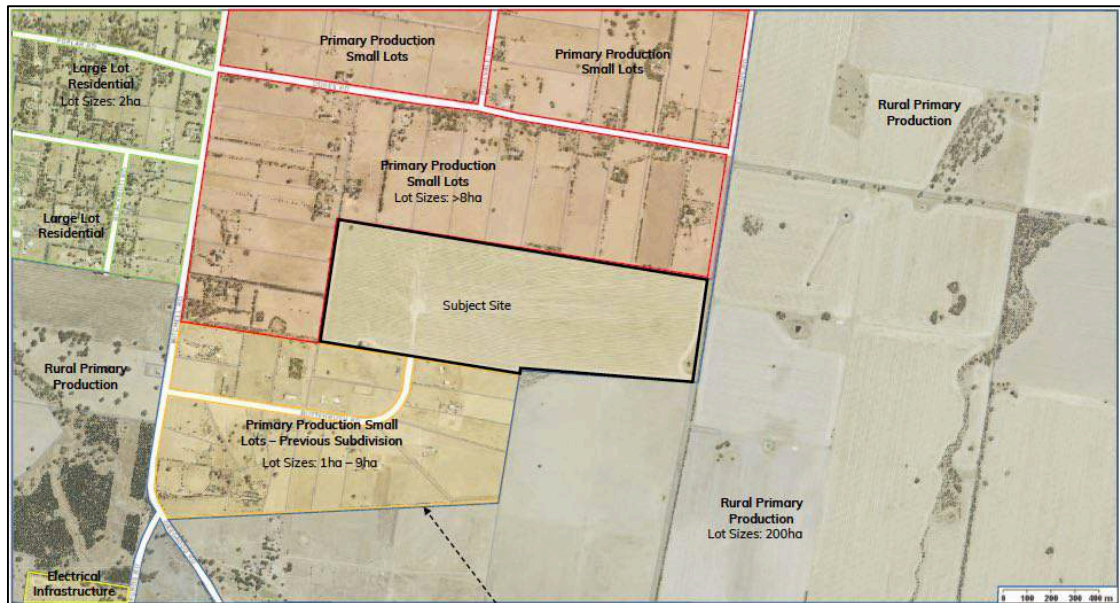 Large Lot
Residential
Lot Sizes: 2ha
Primary Production
Small Lots
Primary Production
Small Lots
Rural Primary
Production
Primary Production
Small Lots
Lot Sizes: >8ha
Large Lot
Residential
Subject Site
Rural Primary
Production
Primary Production Small
Lots – Previous Subdivision
Lot Sizes: 1ha – 9ha
Rural Primary
Production
Lot Sizes: 200ha
Electrical
Infrastructure
0 100 200 300 400 m